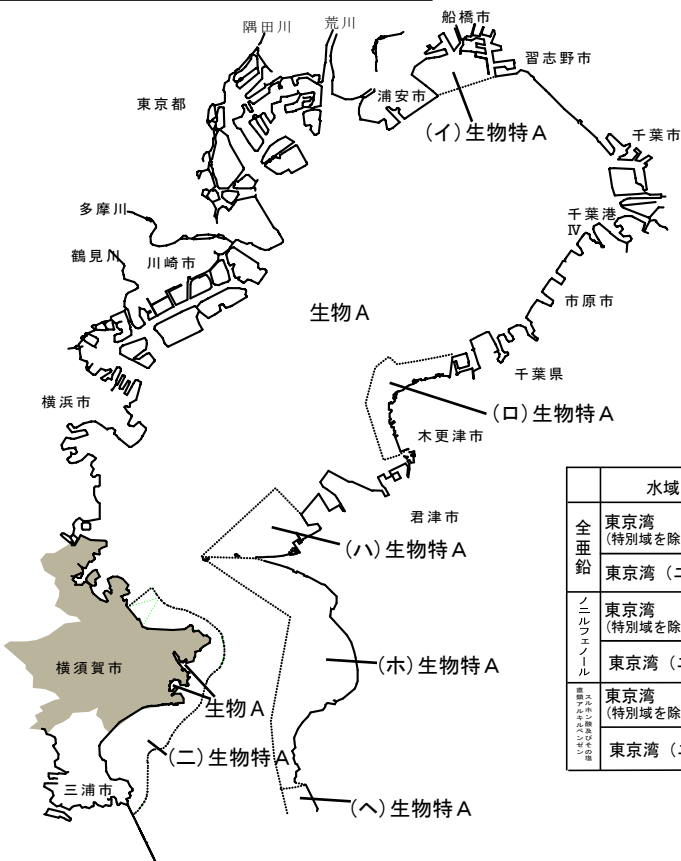 船橋市
隅田川
荒川
習志野市
浦安市
東京都
(イ)生物特A
千葉市
多摩川
千葉港
Ⅳ
鶴見川
川崎市
市原市
生物A
千葉県
横浜市
(ロ)生物特A
木更津市
君津市
(ハ)生物特A
横須賀市
(ホ)生物特A
生物A
(二)生物特A
三浦市
(ヘ)生物特A
水域
全亜鉛
東京湾
(特別域を除
東京湾(ニ
ノニルフェノール
東京湾
(特別域を除
東京湾(ニ
直鎖アルキルベンゼン
スルホン酸及びその塩
東京湾
(特別域を除
東京湾(ニ